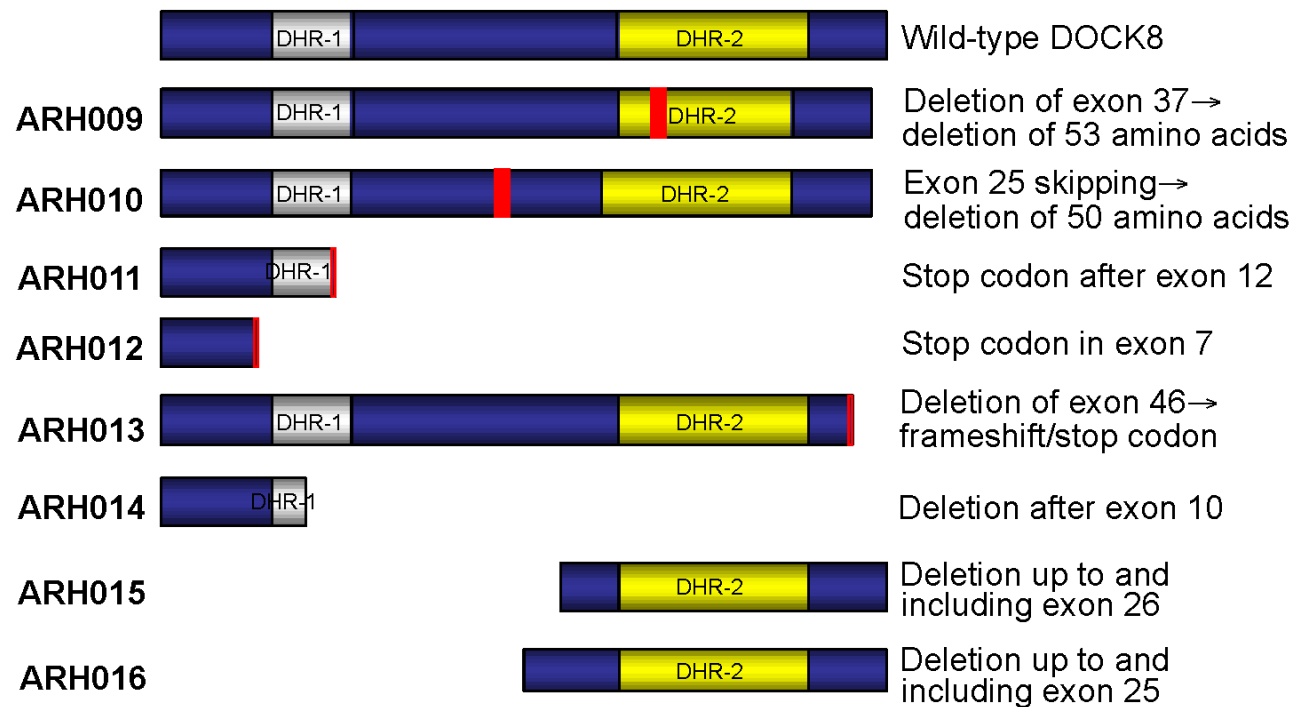 DHR-1 DHR-2 Wild-type DOCK8
ARH009 DHR-1 DHR-2 Deletion of exon 37→
deletion of 53 amino acids
ARH010 DHR-1 DHR-2 Exon 25 skipping→
deletion of 50 amino acids
ARH011 DHR-1 Stop codon after exon 12
ARH012 Stop codon in exon 7
ARH013 DHR-1 DHR-2 Deletion of exon 46→
frameshift/stop codon
ARH014 DHR-1 Deletion after exon 10
ARH015 DHR-2 Deletion up to and
including exon 26
ARH016 DHR-2 Deletion up to and
including exon 25